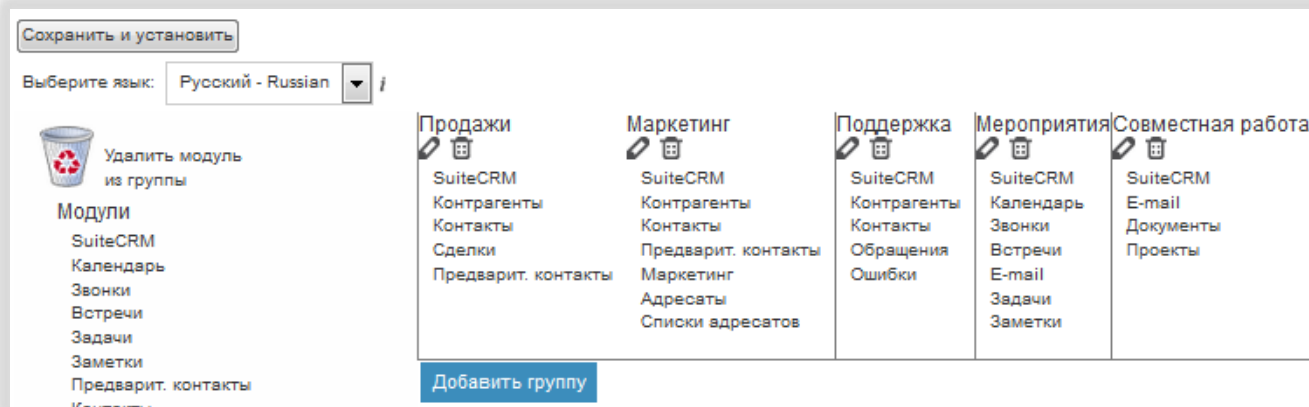 Сохранить и установить
Выберите язык: Русский - Russian i
Удалить модуль
из группы
Модули
SuiteCRM
Календарь
Звонки
Встречи
Задачи
Заметки
Предварит. контакты
Контакты
Продажи
SuiteCRM
Контрагенты
Контакты
Сделки
Предварит. контакты
Маркетинг
SuiteCRM
Контрагенты
Контакты
Предварит. контакты
Маркетинг
Адресаты
Списки адресатов
Поддержка
SuiteCRM
Контрагенты
Контакты
Обращения
Ошибки
Мероприятия
SuiteCRM
Календарь
Звонки
Встречи
E-mail
Задачи
Заметки
Совместная работа
SuiteCRM
E-mail
Документы
Проекты
Добавить группу